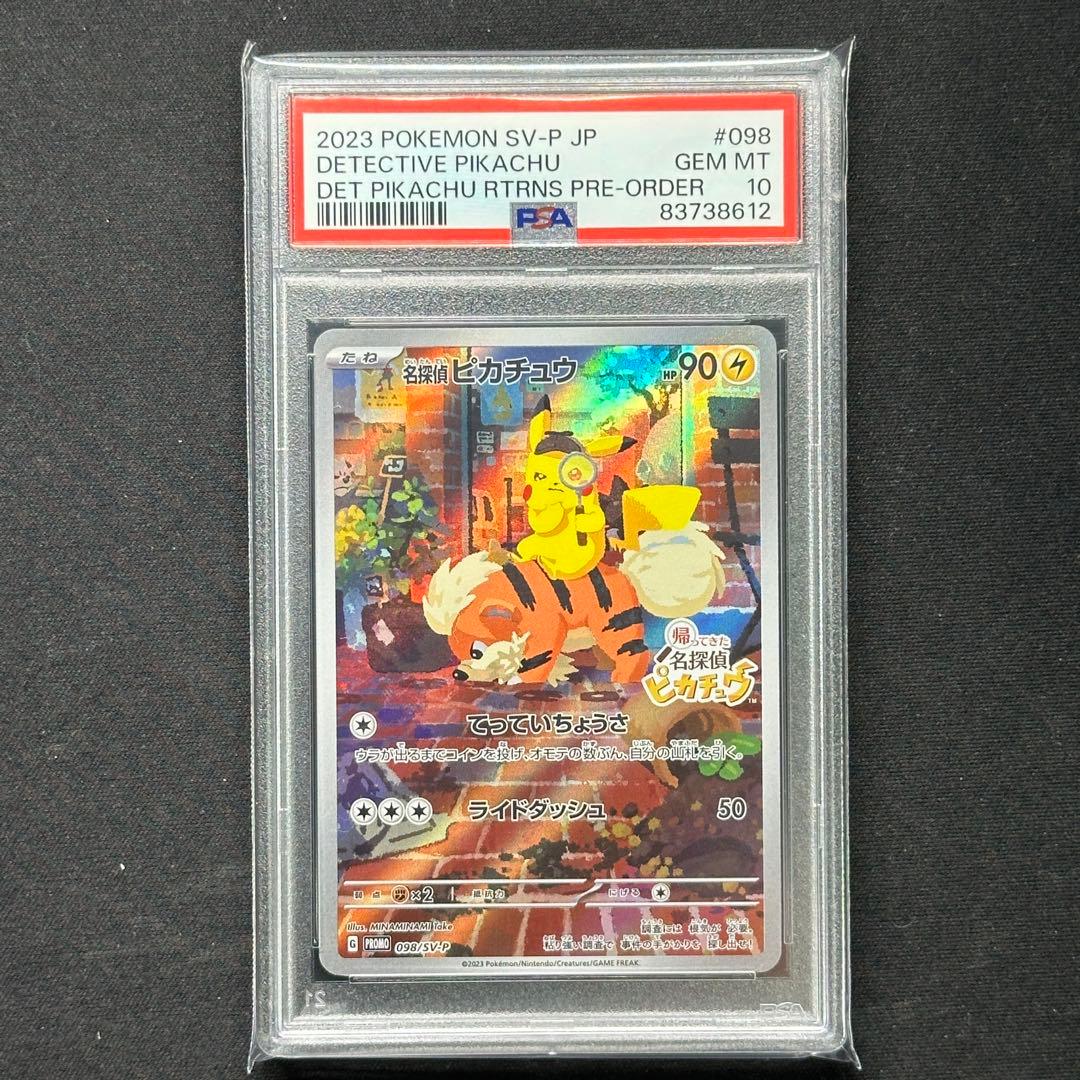 2023 POKEMON SV-P JP #098
DETECTIVE PIKACHU GEM MT
DET PIKACHU RTRNS PRE-ORDER 10
PSA 83738612
たね 名探偵ピカチュウ HP 90
帰ってきた
名探偵
ピカチュウ™
てっていちょうさ
ウラが出るまでコインを投げ、オモテの数ぶん、自分の山札を引く。
ライドダッシュ 50
弱点 ×2 抵抗力 にげる
Illus. MINAMINAMI Take
調査には 根気が 必要。
粘り強い調査で 事件の手がかりを 探し出せ!
G PROMO 098/SV-P
©2023 Pokémon/Nintendo/Creatures/GAME FREAK.